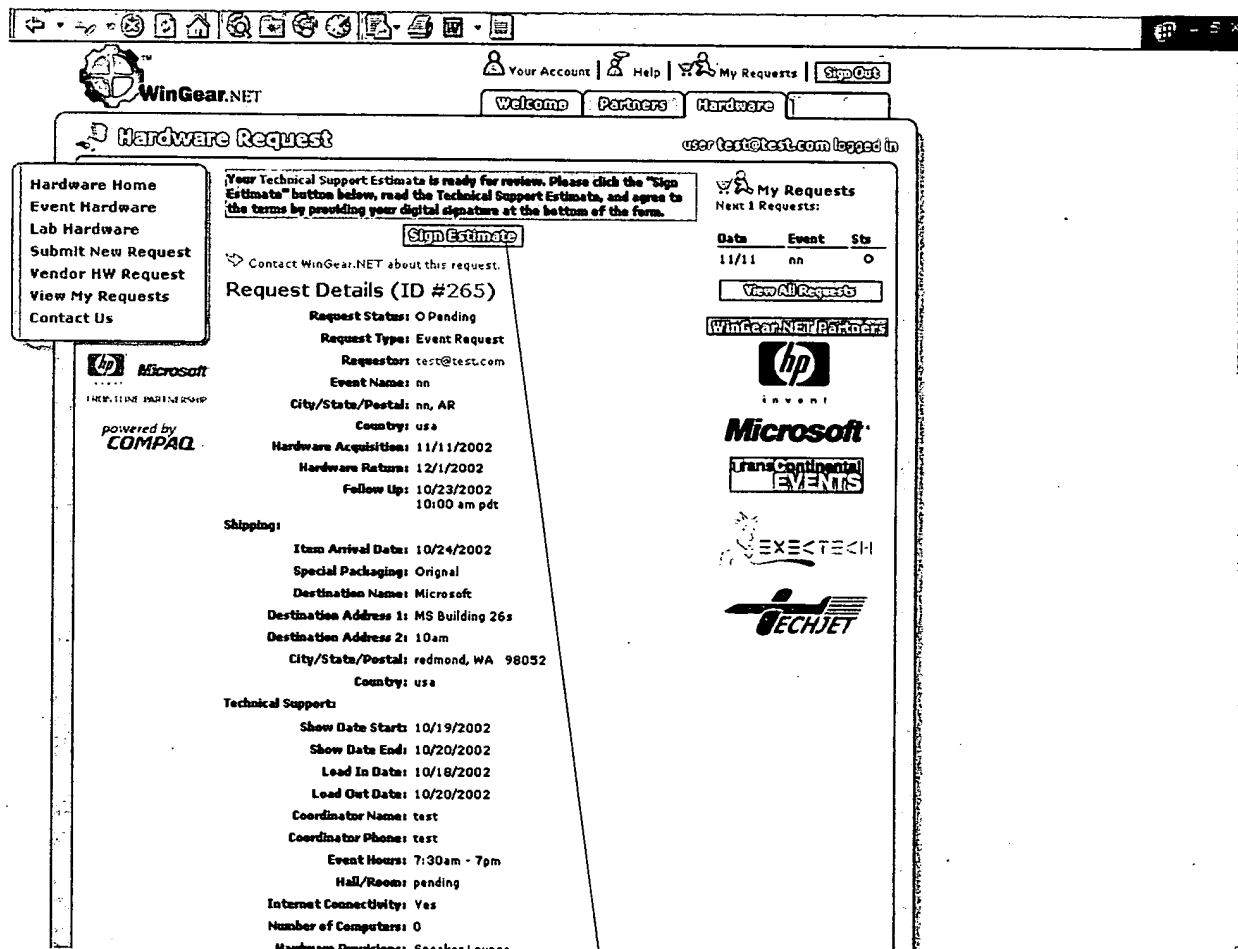 Your Account | Help | My Requests | Sign Out
WinGear.NET™
Welcome Partners Hardware
Hardware Request
user test@test.com logged in
Hardware Home
Event Hardware
Lab Hardware
Submit New Request
Vendor HW Request
View My Requests
Contact Us
hp Microsoft
invent
FRONTLINE PARTNERSHIP
powered by
COMPAQ
Your Technical Support Estimate is ready for review. Please click the "Sign
Estimate" button below, read the Technical Support Estimate, and agree to
the terms by providing your digital signature at the bottom of the form.
Sign Estimate
Contact WinGear.NET about this request.
Request Details (ID #265)
Request Status: O Pending
Request Type: Event Request
Requestor: test@test.com
Event Name: nn
City/State/Postal: nn, AR
Country: usa
Hardware Acquisition: 11/11/2002
Hardware Return: 12/1/2002
Follow Up: 10/23/2002
10:00 am pdt
Shipping:
Item Arrival Date: 10/24/2002
Special Packaging: Orignal
Destination Name: Microsoft
Destination Address 1: MS Building 26s
Destination Address 2: 10am
City/State/Postal: redmond, WA 98052
Country: usa
Technical Support:
Show Date Start: 10/19/2002
Show Date End: 10/20/2002
Load In Date: 10/18/2002
Load Out Date: 10/20/2002
Coordinator Name: test
Coordinator Phone: test
Event Hours: 7:30am - 7pm
Hall/Room: pending
Internet Connectivity: Yes
Number of Computers: 0
Hardware Provisions: Speaker Lounge
My Requests
Next 1 Requests:
Date Event Sts
11/11 nn O
View All Requests
WinGear.NET Partners
hp
invent
Microsoft
TransContinental
EVENTS
EXECTECH
TECHJET